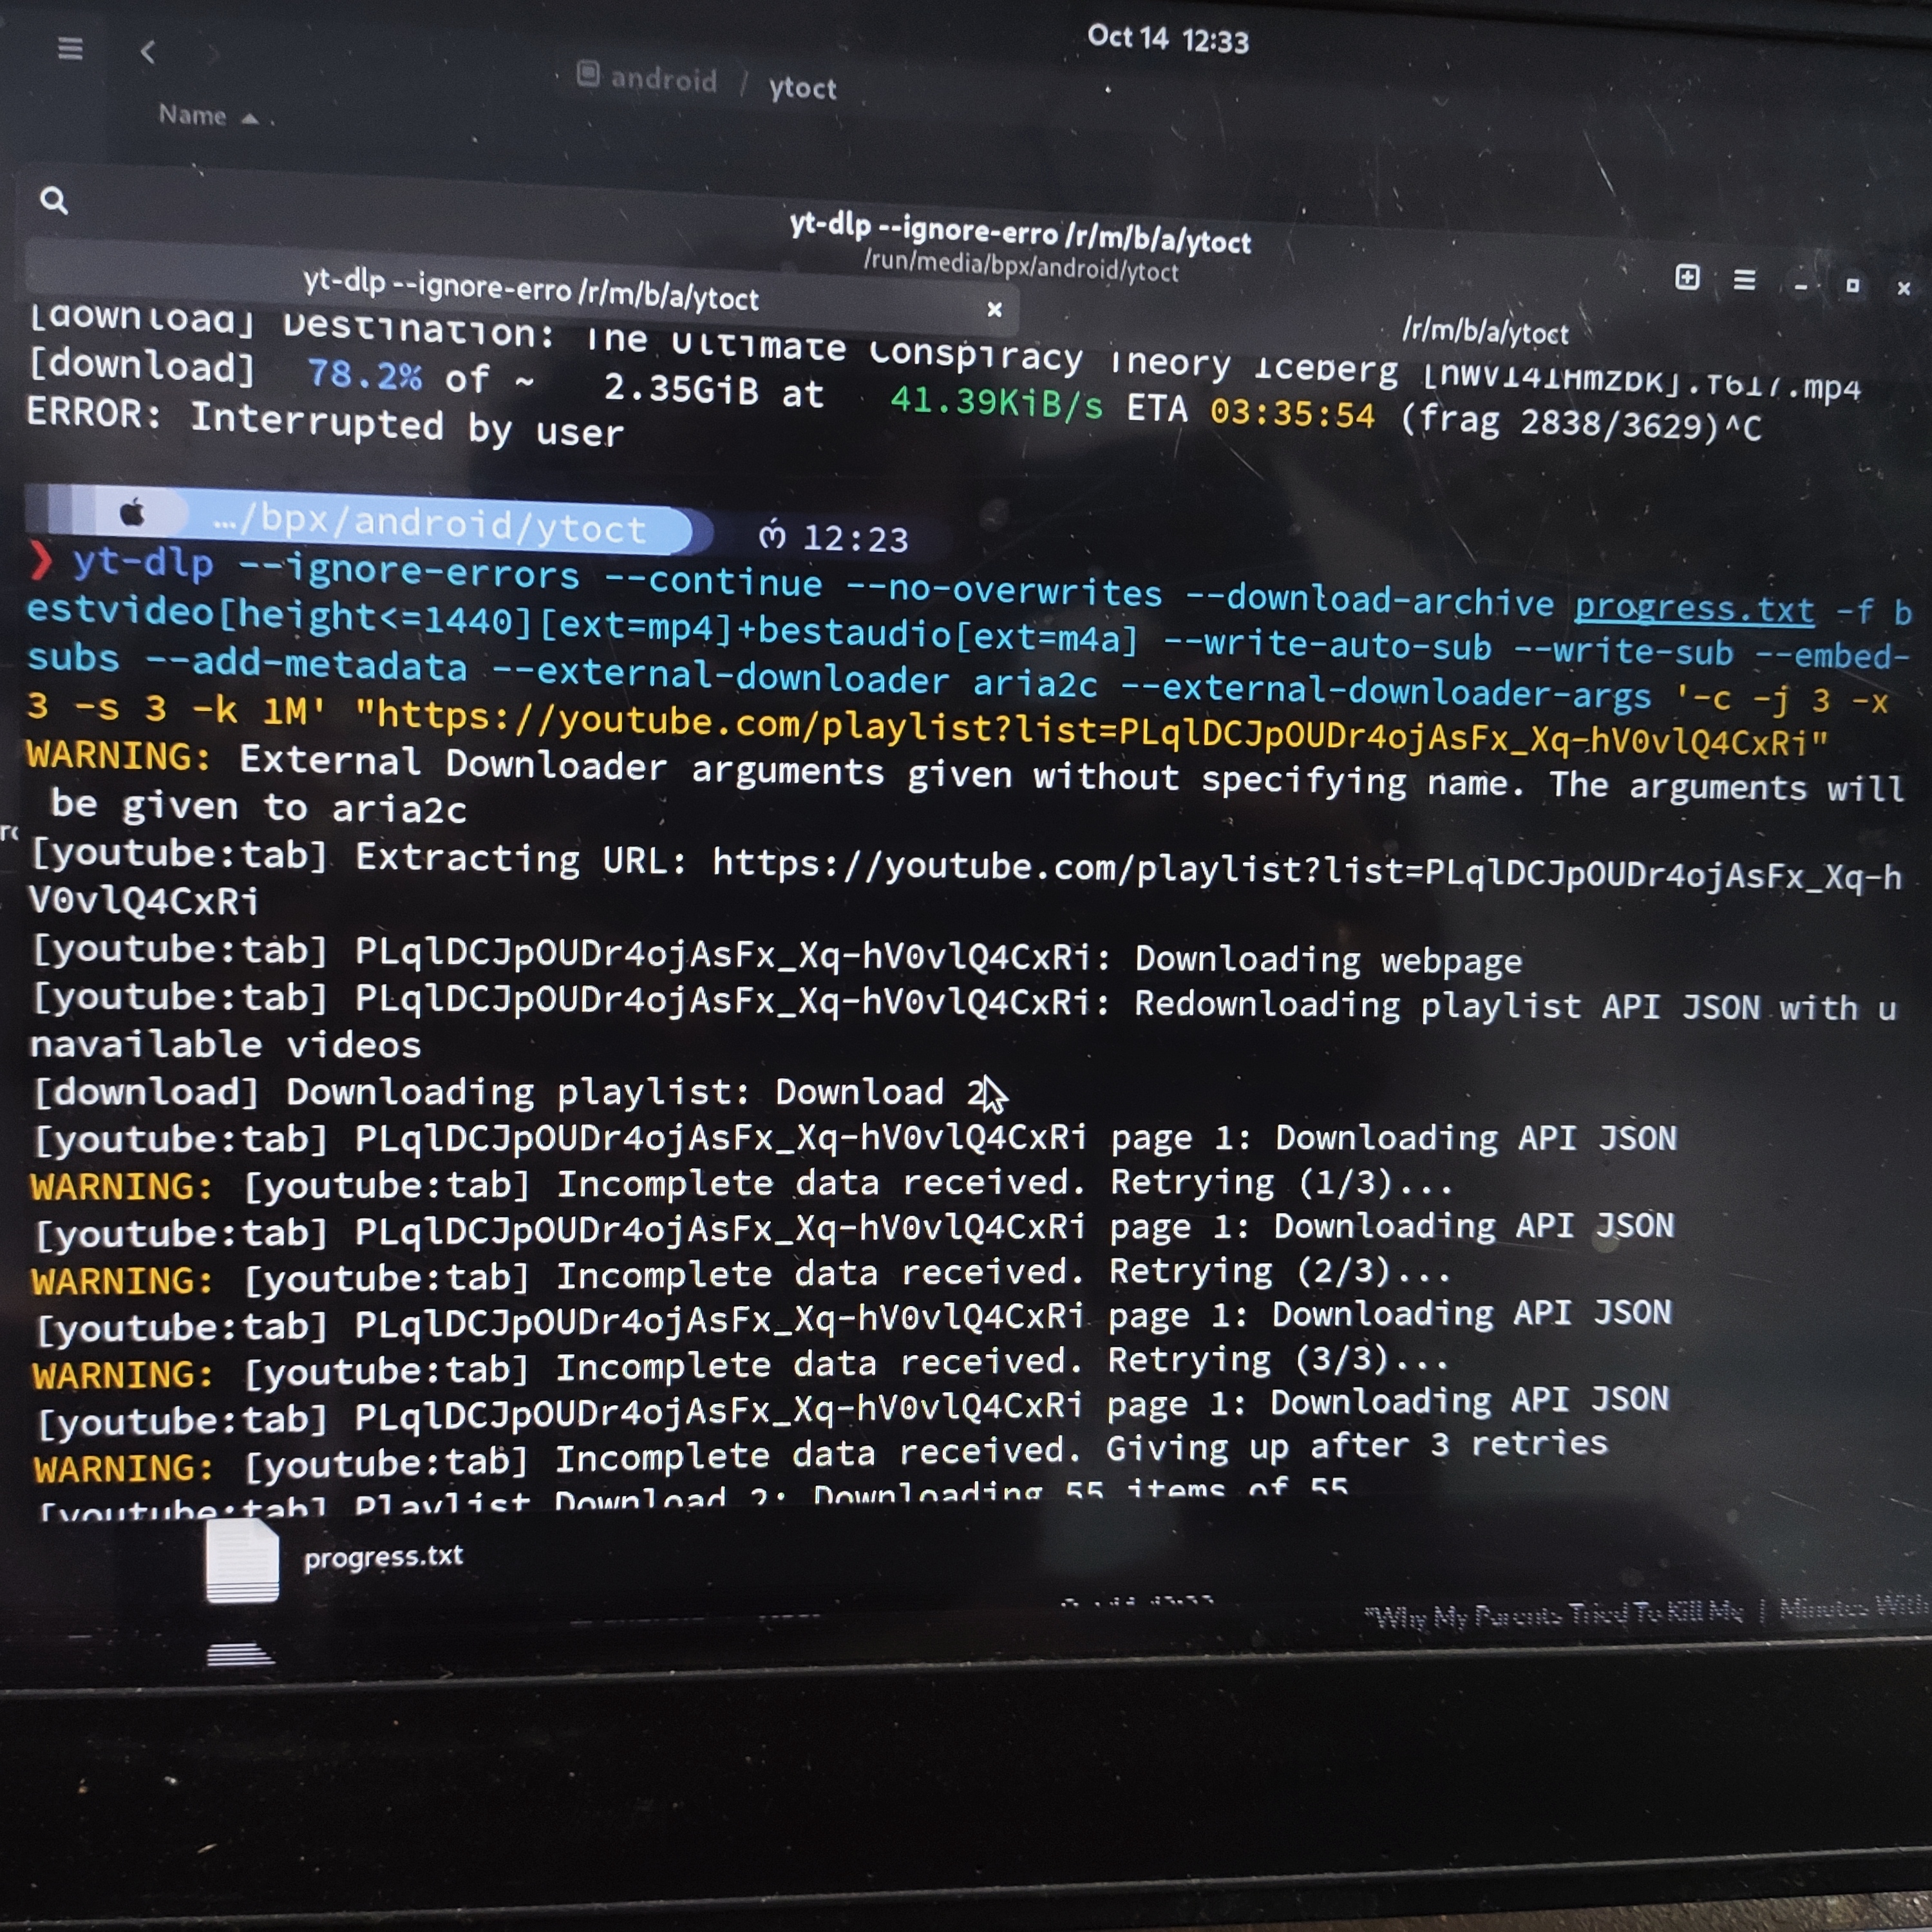 Oct 14 12:33
android / ytoct
Name
yt-dlp --ignore-erro /r/m/b/a/ytoct
/run/media/bpx/android/ytoct
yt-dlp --ignore-erro /r/m/b/a/ytoct
/r/m/b/a/ytoct
[download] Destination: The Ultimate Conspiracy Theory Iceberg .mp4
[download] 78.2% of ~ 2.35GiB at 41.39KiB/s ETA 03:35:54 (frag 2838/3629)^C
ERROR: Interrupted by user
…/bpx/android/ytoct 12:23
❯ yt-dlp --ignore-errors --continue --no-overwrites --download-archive progress.txt -f b
estvideo[height<=1440][ext=mp4]+bestaudio[ext=m4a] --write-auto-sub --write-sub --embed-
subs --add-metadata --external-downloader aria2c --external-downloader-args '-c -j 3 -x
3 -s 3 -k 1M' "https://youtube.com/playlist?list=PLqlDCJpOUDr4ojAsFx_Xq-hV0vlQ4CxRi"
WARNING: External Downloader arguments given without specifying name. The arguments will
be given to aria2c
[youtube:tab] Extracting URL: https://youtube.com/playlist?list=PLqlDCJpOUDr4ojAsFx_Xq-h
V0vlQ4CxRi
[youtube:tab] PLqlDCJpOUDr4ojAsFx_Xq-hV0vlQ4CxRi: Downloading webpage
[youtube:tab] PLqlDCJpOUDr4ojAsFx_Xq-hV0vlQ4CxRi: Redownloading playlist API JSON with u
navailable videos
[download] Downloading playlist: Download 2
[youtube:tab] PLqlDCJpOUDr4ojAsFx_Xq-hV0vlQ4CxRi page 1: Downloading API JSON
WARNING: [youtube:tab] Incomplete data received. Retrying (1/3)...
[youtube:tab] PLqlDCJpOUDr4ojAsFx_Xq-hV0vlQ4CxRi page 1: Downloading API JSON
WARNING: [youtube:tab] Incomplete data received. Retrying (2/3)...
[youtube:tab] PLqlDCJpOUDr4ojAsFx_Xq-hV0vlQ4CxRi page 1: Downloading API JSON
WARNING: [youtube:tab] Incomplete data received. Retrying (3/3)...
[youtube:tab] PLqlDCJpOUDr4ojAsFx_Xq-hV0vlQ4CxRi page 1: Downloading API JSON
WARNING: [youtube:tab] Incomplete data received. Giving up after 3 retries
[youtube:tab] Playlist Download 2: Downloading 55 items of 55
progress.txt
"Why My Parents Tried To Kill Me | Minutes With